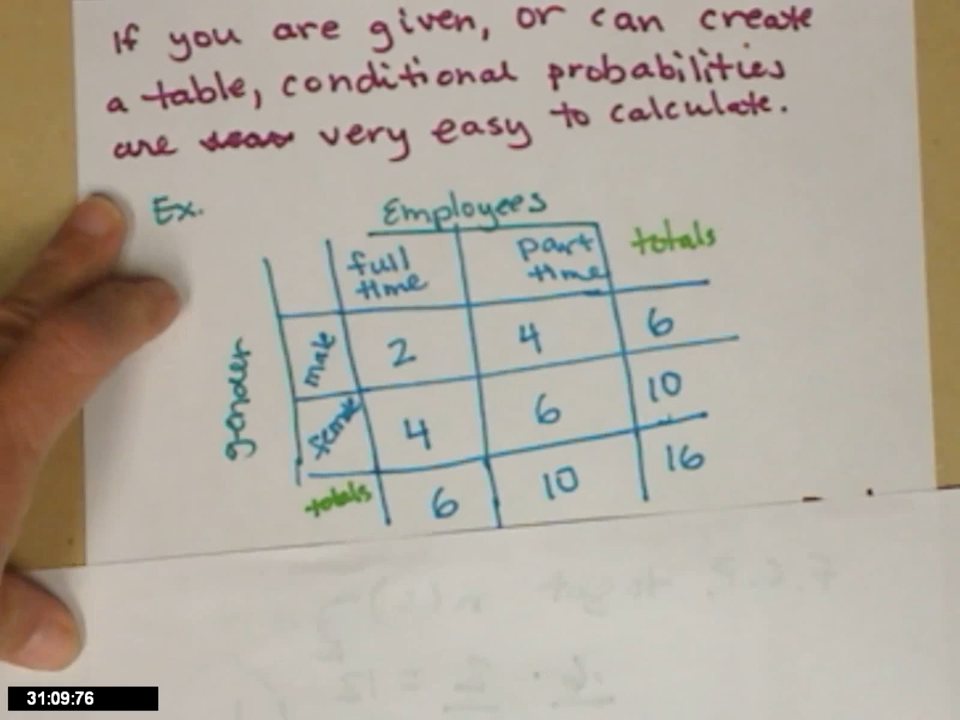 If you are given, or can create
a table, conditional probabilities
are very easy to calculate.
Ex. Employees
full time part time totals
gender
male 2 4 6
female 4 6 10
totals 6 10 16
31:09:76